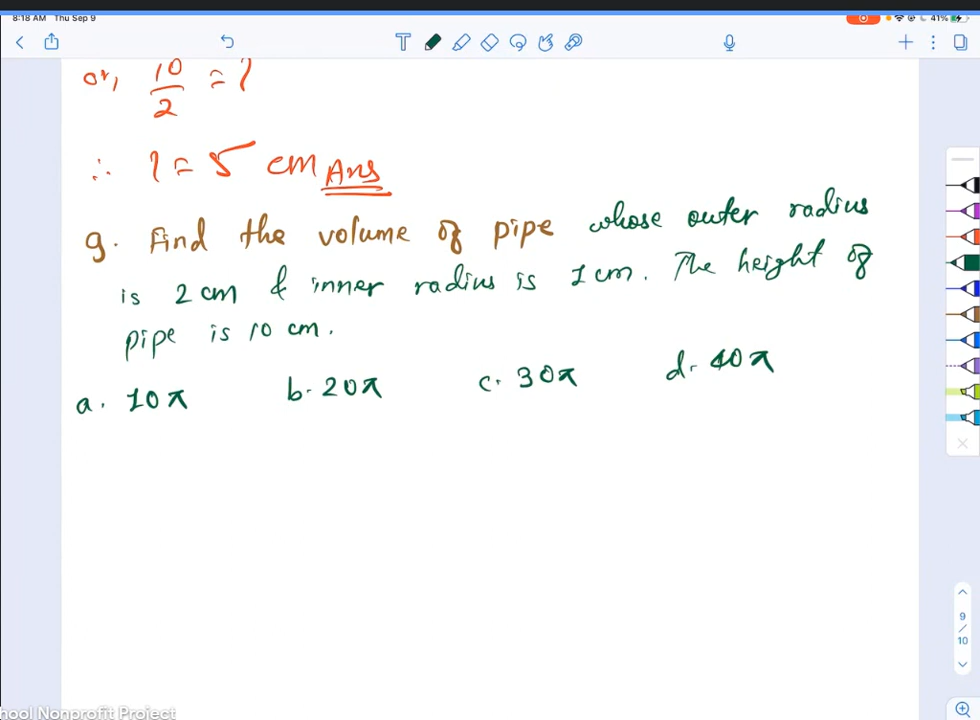 8:18 AM Thu Sep 9
41%
or, 10/2 = l
∴ l = 5 cm Ans
g. Find the volume of pipe whose outer radius
is 2 cm & inner radius is 1 cm. The height of
pipe is 10 cm.
a. 10π b. 20π c. 30π d. 40π
9
/
10
hool Nonprofit Project